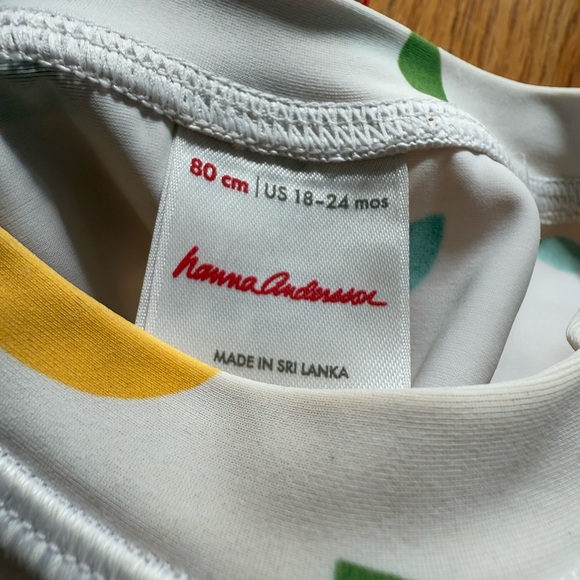 80 cm | US 18-24 mos
hanna Andersson
MADE IN SRI LANKA